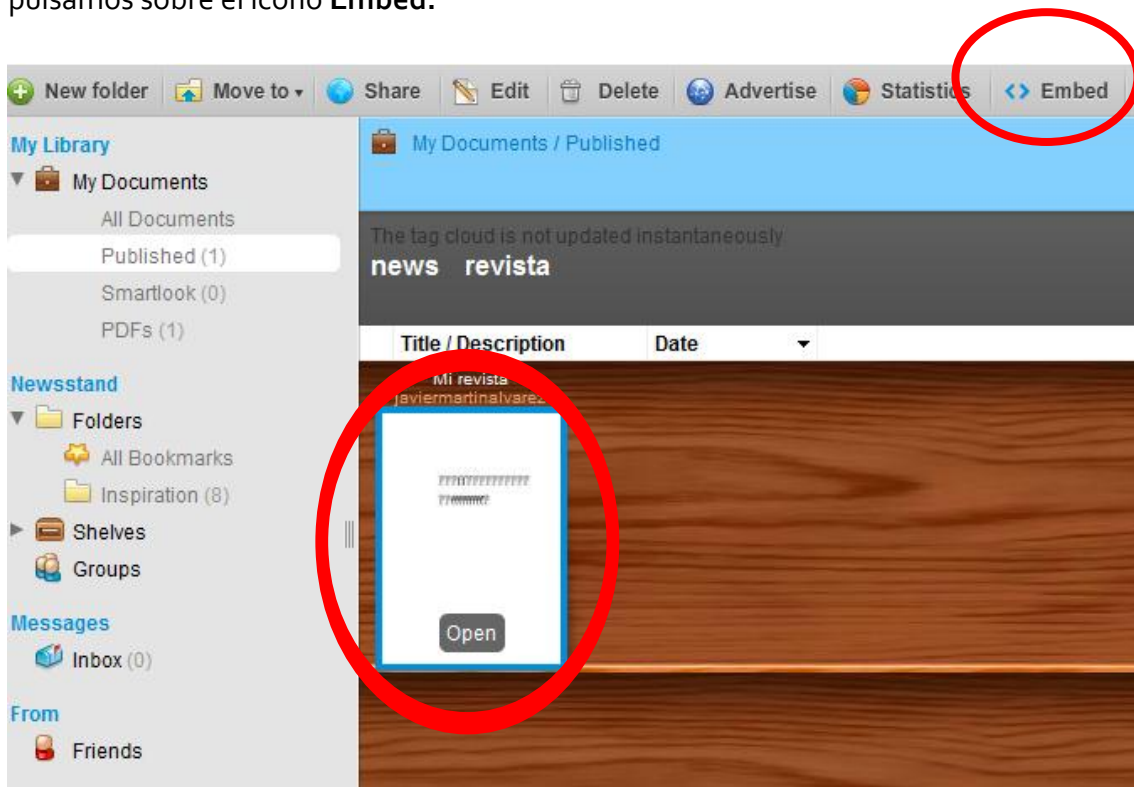 pulsamos sobre el icono Embed.
New folder Move to Share Edit Delete Advertise Statistics Embed
My Library
My Documents
All Documents
Published (1)
Smartlook (0)
PDFs (1)
Newsstand
Folders
All Bookmarks
Inspiration (8)
Shelves
Groups
Messages
Inbox (0)
From
Friends
My Documents / Published
The tag cloud is not updated instantaneously
news revista
Title / Description Date
Mi revista
javiermartinalvarez
Open